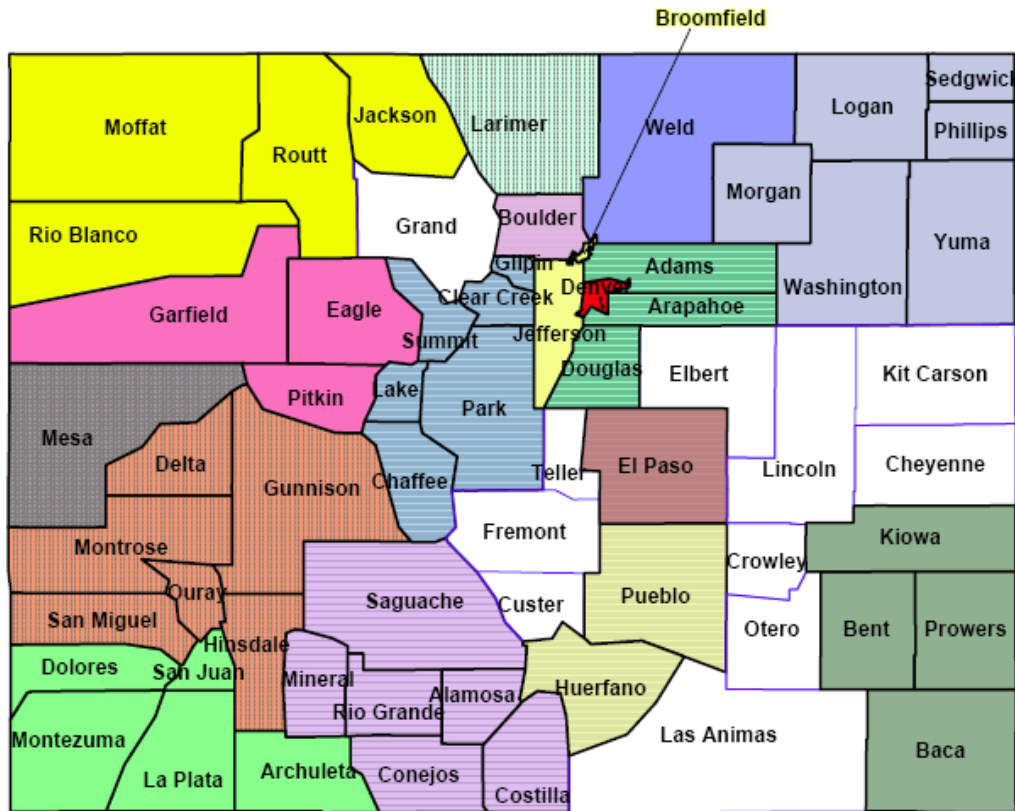 Broomfield
Sedgwick
Logan
Moffat
Jackson
Larimer
Weld
Phillips
Routt
Morgan
Boulder
Grand
Rio Blanco
Yuma
Gilpin
Adams
Denver
Washington
Clear Creek
Eagle
Arapahoe
Garfield
Jefferson
Summit
Douglas
Elbert
Kit Carson
Lake
Pitkin
Park
Mesa
Delta
Gunnison
El Paso
Lincoln
Cheyenne
Teller
Chaffee
Fremont
Kiowa
Montrose
Crowley
Ouray
Pueblo
Saguache
Custer
San Miguel
Otero
Bent
Prowers
Hinsdale
Dolores
San Juan
Mineral
Alamosa
Huerfano
Rio Grande
Las Animas
Montezuma
Baca
Archuleta
La Plata
Conejos
Costilla